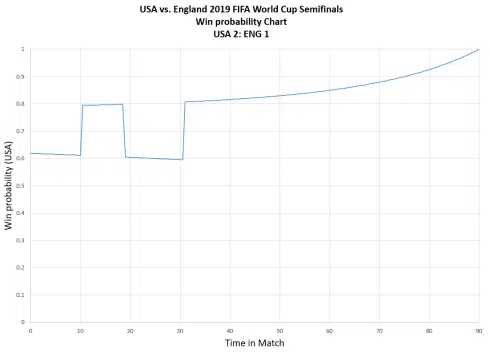 USA vs. England 2019 FIFA World Cup Semifinals
Win probability Chart
USA 2: ENG 1
1
0.9
0.8
0.7
0.6
0.5
0.4
0.3
0.2
0.1
0
Win probability (USA)
0 10 20 30 40 50 60 70 80 90
Time in Match